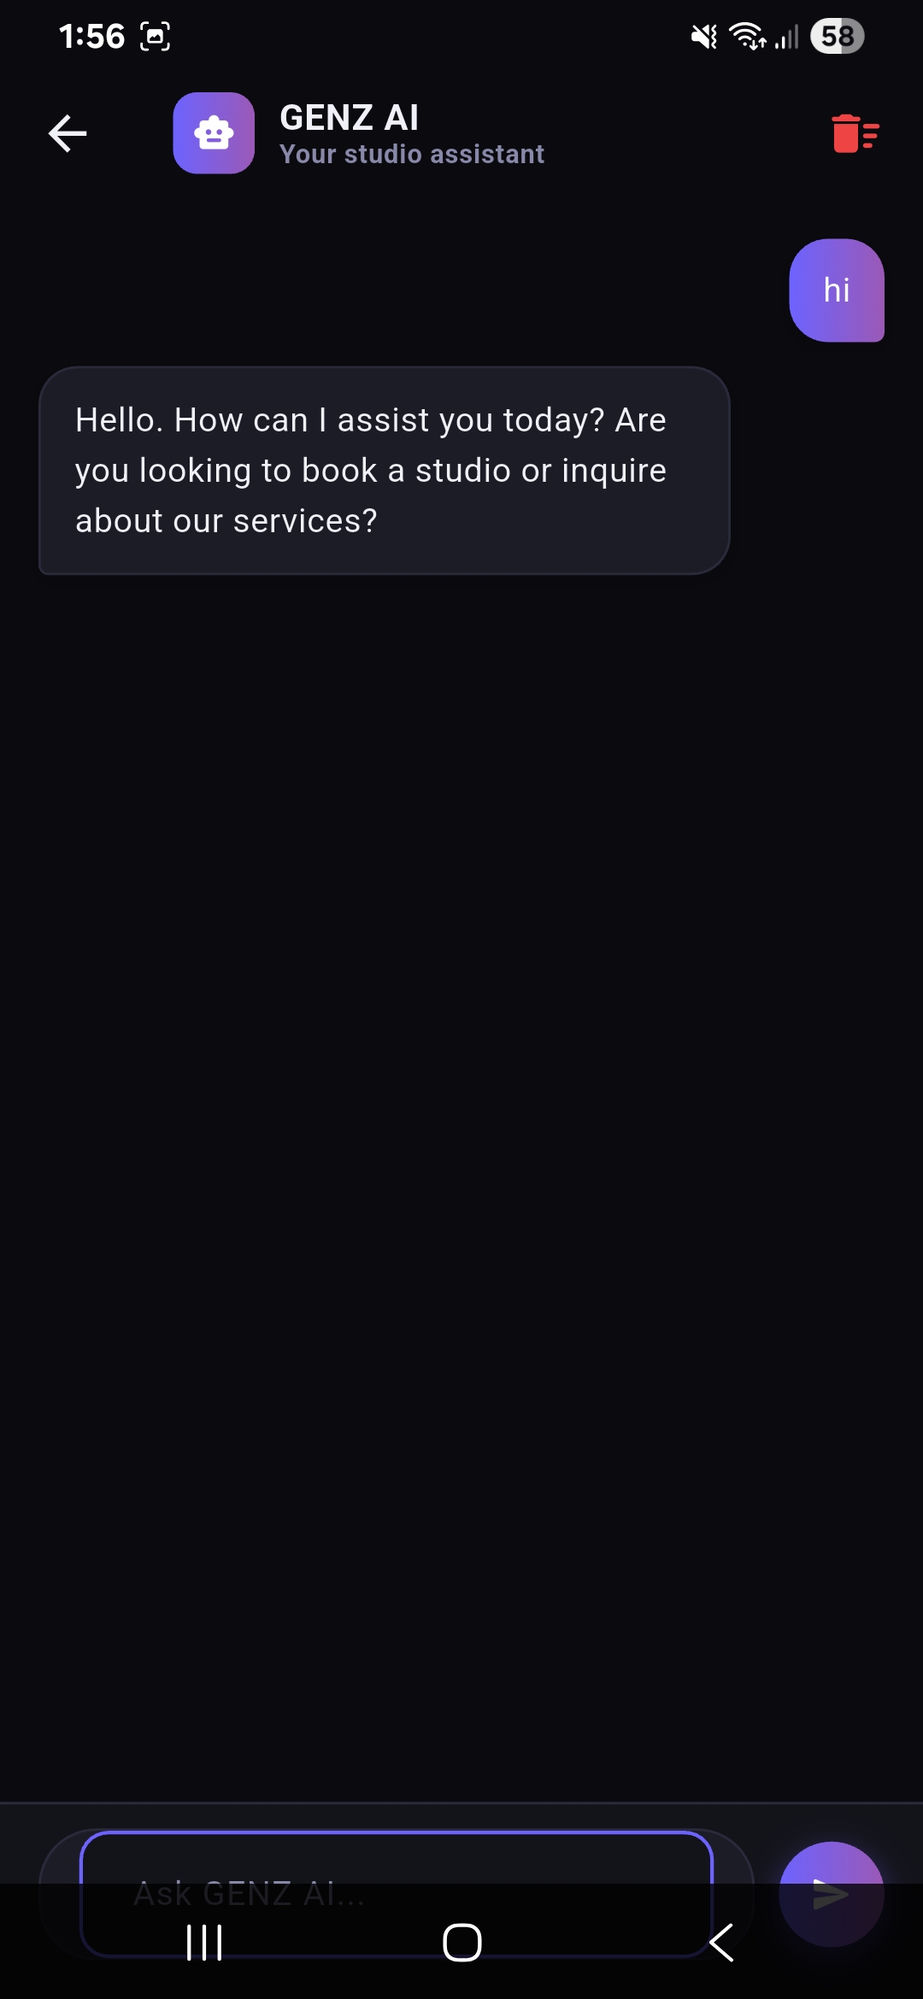 1:56
58
GENZ AI
Your studio assistant
hi
Hello. How can I assist you today? Are
you looking to book a studio or inquire
about our services?
Ask GENZ AI...